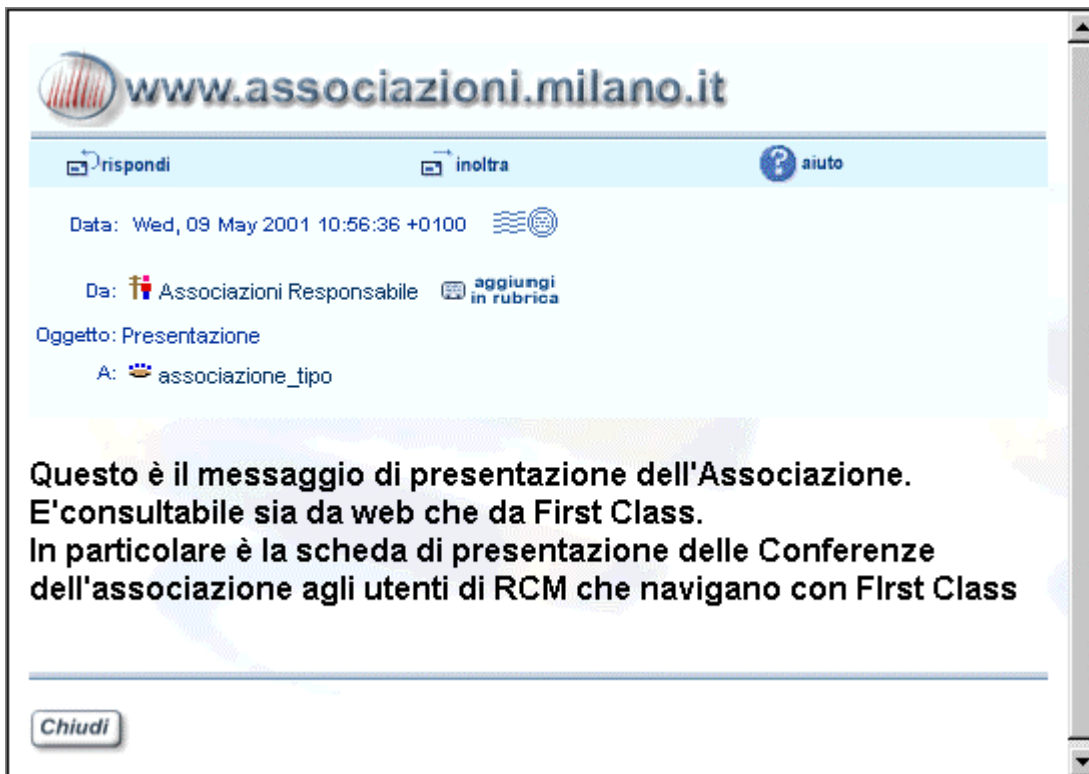 www.associazioni.milano.it
rispondi inoltra aiuto
Data: Wed, 09 May 2001 10:56:36 +0100
Da: Associazioni Responsabile aggiungi in rubrica
Oggetto: Presentazione
A: associazione_tipo
Questo è il messaggio di presentazione dell'Associazione.
E'consultabile sia da web che da First Class.
In particolare è la scheda di presentazione delle Conferenze
dell'associazione agli utenti di RCM che navigano con FIrst Class
Chiudi